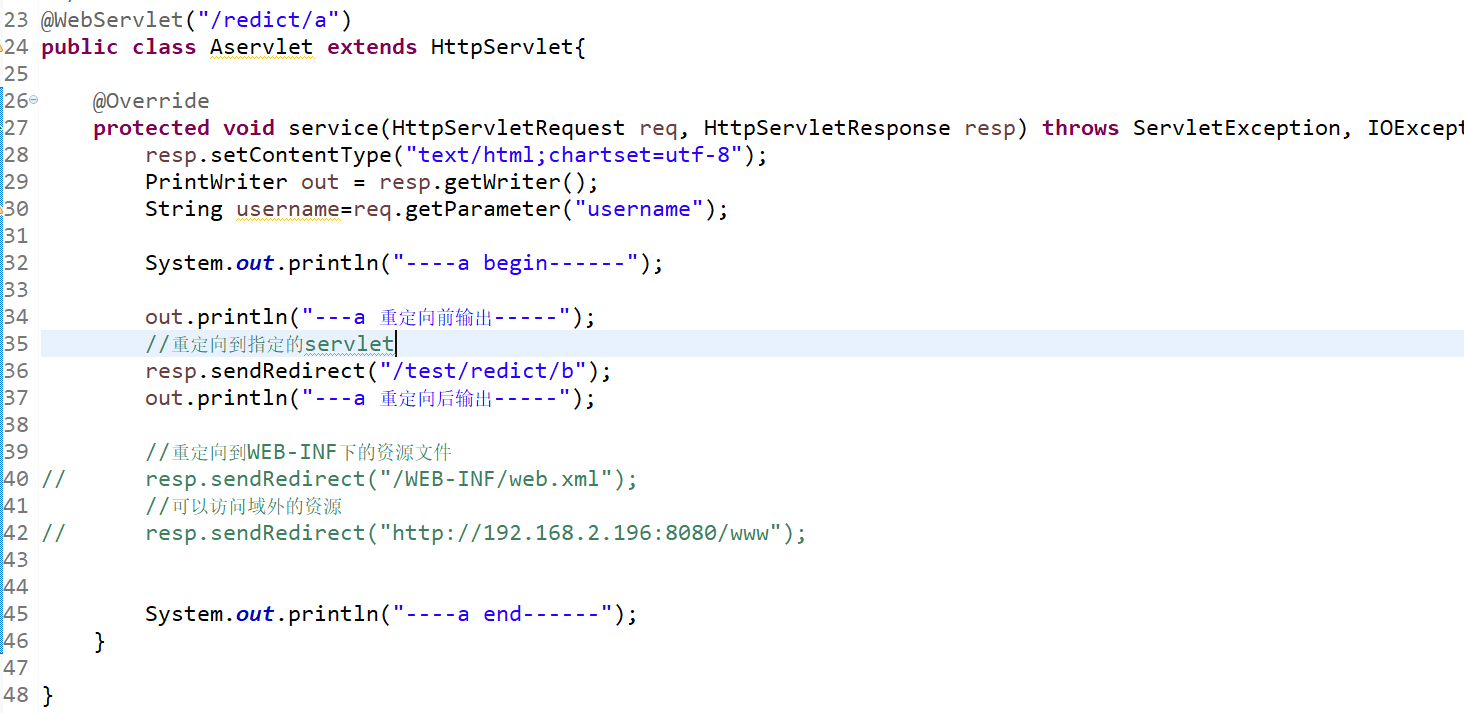 23 @WebServlet("/redict/a")
24 public class Aservlet extends HttpServlet{
25
26     @Override
27     protected void service(HttpServletRequest req, HttpServletResponse resp) throws ServletException, IOExcept
28         resp.setContentType("text/html;chartset=utf-8");
29         PrintWriter out = resp.getWriter();
30         String username=req.getParameter("username");
31
32         System.out.println("----a begin------");
33
34         out.println("---a 重定向前输出-----");
35         //重定向到指定的servlet
36         resp.sendRedirect("/test/redict/b");
37         out.println("---a 重定向后输出-----");
38
39         //重定向到WEB-INF下的资源文件
40 //      resp.sendRedirect("/WEB-INF/web.xml");
41         //可以访问域外的资源
42 //      resp.sendRedirect("http://192.168.2.196:8080/www");
43
44
45         System.out.println("----a end------");
46     }
47
48 }